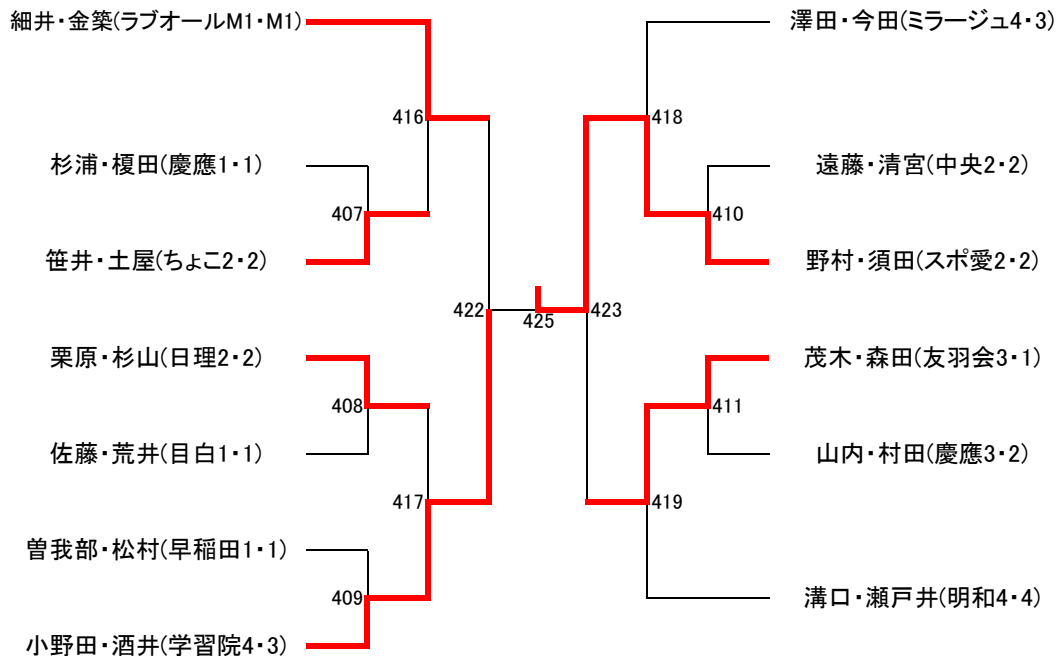 細井・金築(ラブオールM1・M1)
416
杉浦・榎田(慶應1・1)
407
笹井・土屋(ちょこ2・2)
422
栗原・杉山(日理2・2)
408
佐藤・荒井(目白1・1)
417
曽我部・松村(早稲田1・1)
409
小野田・酒井(学習院4・3)
425
澤田・今田(ミラージュ4・3)
418
遠藤・清宮(中央2・2)
410
野村・須田(スポ愛2・2)
423
茂木・森田(友羽会3・1)
411
山内・村田(慶應3・2)
419
溝口・瀬戸井(明和4・4)